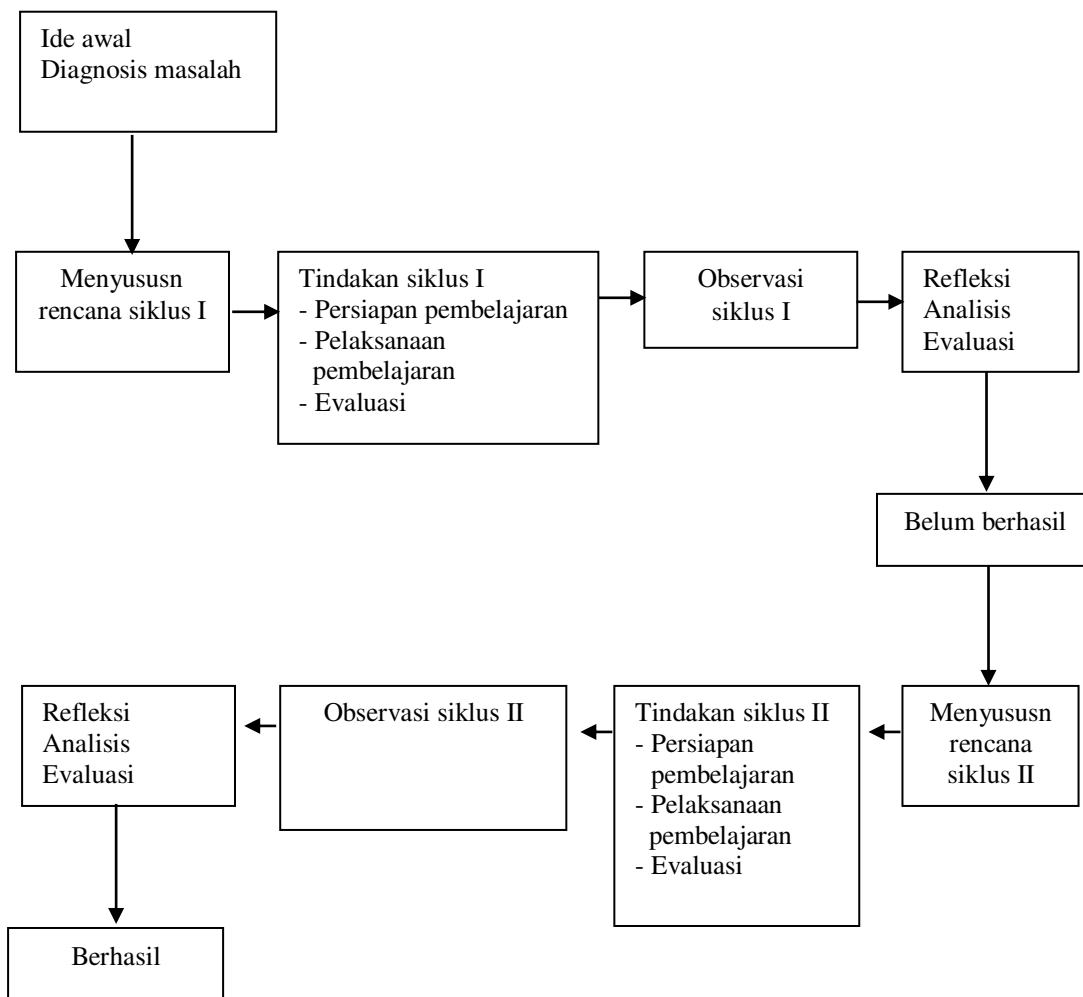 Ide awal
Diagnosis masalah
Menyususn
rencana siklus I
Tindakan siklus I
- Persiapan pembelajaran
- Pelaksanaan
pembelajaran
- Evaluasi
Observasi
siklus I
Refleksi
Analisis
Evaluasi
Belum berhasil
Menyususn
rencana
siklus II
Tindakan siklus II
- Persiapan
pembelajaran
- Pelaksanaan
pembelajaran
- Evaluasi
Observasi siklus II
Refleksi
Analisis
Evaluasi
Berhasil